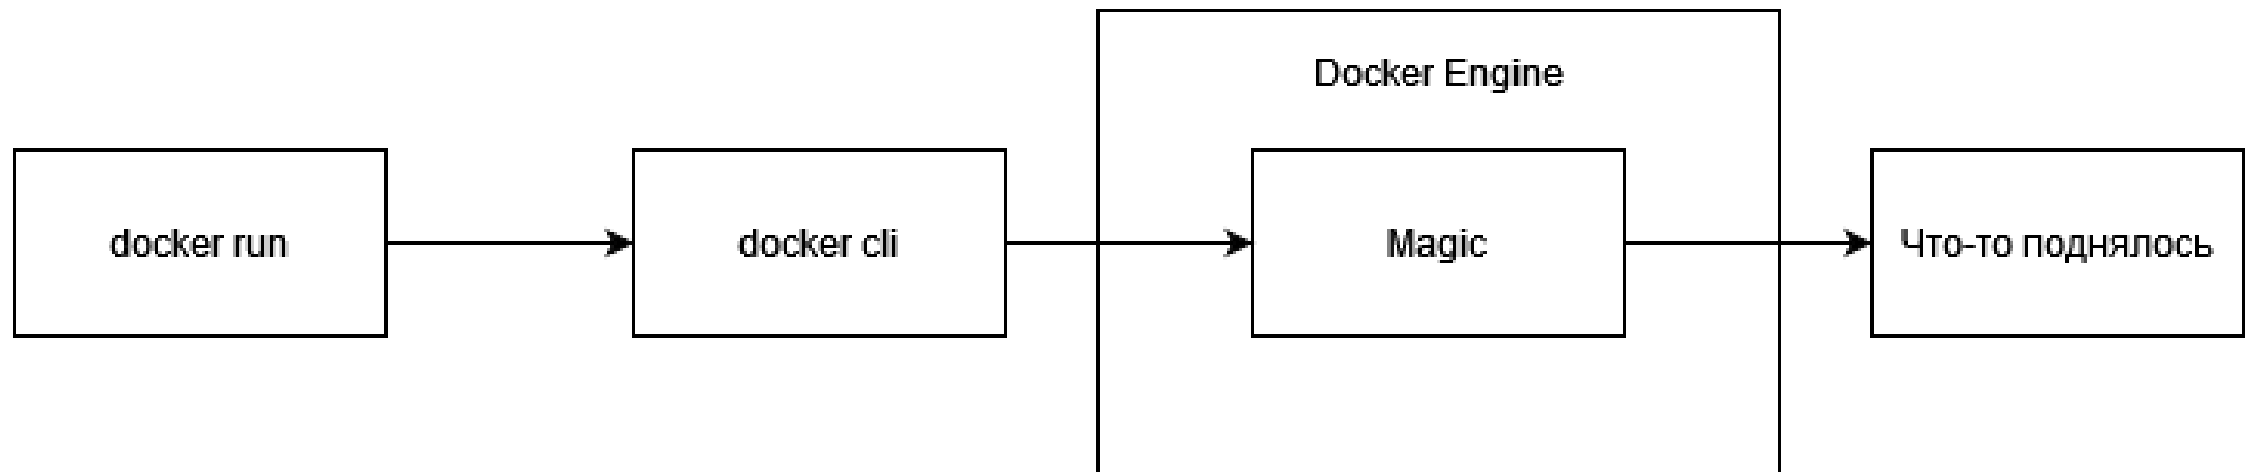 Docker Engine
docker run
docker cli
Magic
Что-то поднялось